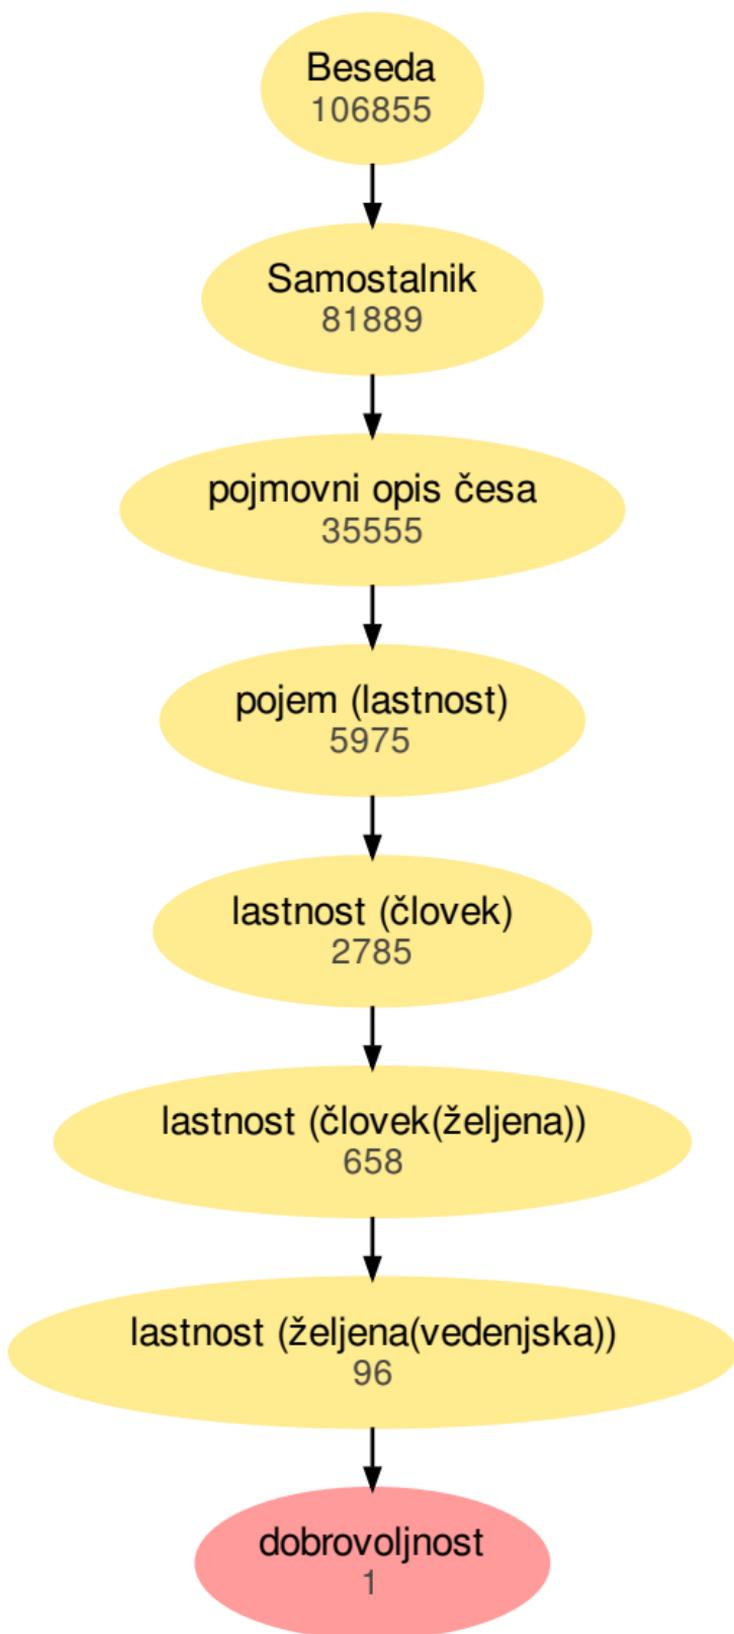 Beseda
106855
Samostalnik
81889
pojmovni opis česa
35555
pojem (lastnost)
5975
lastnost (človek)
2785
lastnost (človek(željena))
658
lastnost (željena(vedenjska))
96
dobrovoljnost
1